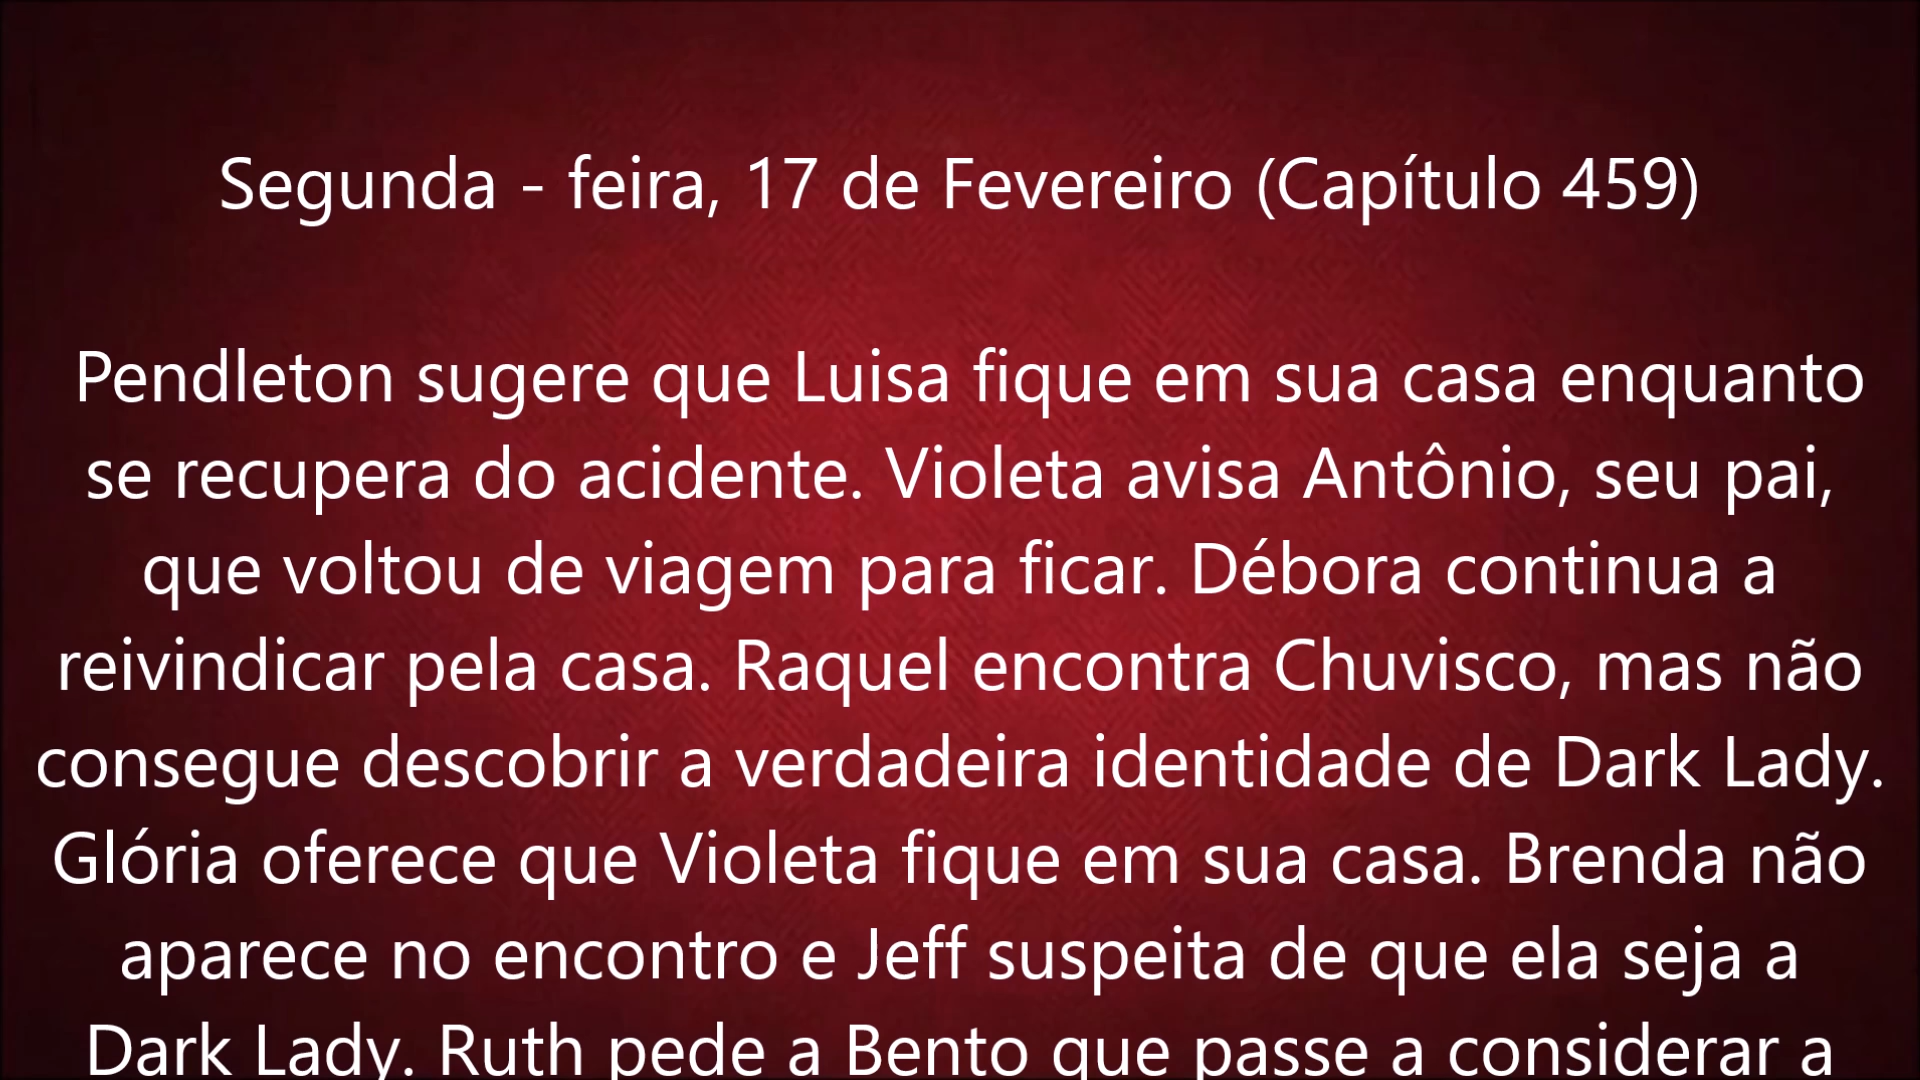 Segunda - feira, 17 de Fevereiro (Capítulo 459)
Pendleton sugere que Luisa fique em sua casa enquanto
se recupera do acidente. Violeta avisa Antônio, seu pai,
que voltou de viagem para ficar. Débora continua a
reivindicar pela casa. Raquel encontra Chuvisco, mas não
consegue descobrir a verdadeira identidade de Dark Lady.
Glória oferece que Violeta fique em sua casa. Brenda não
aparece no encontro e Jeff suspeita de que ela seja a
Dark Lady. Ruth pede a Bento que passe a considerar a